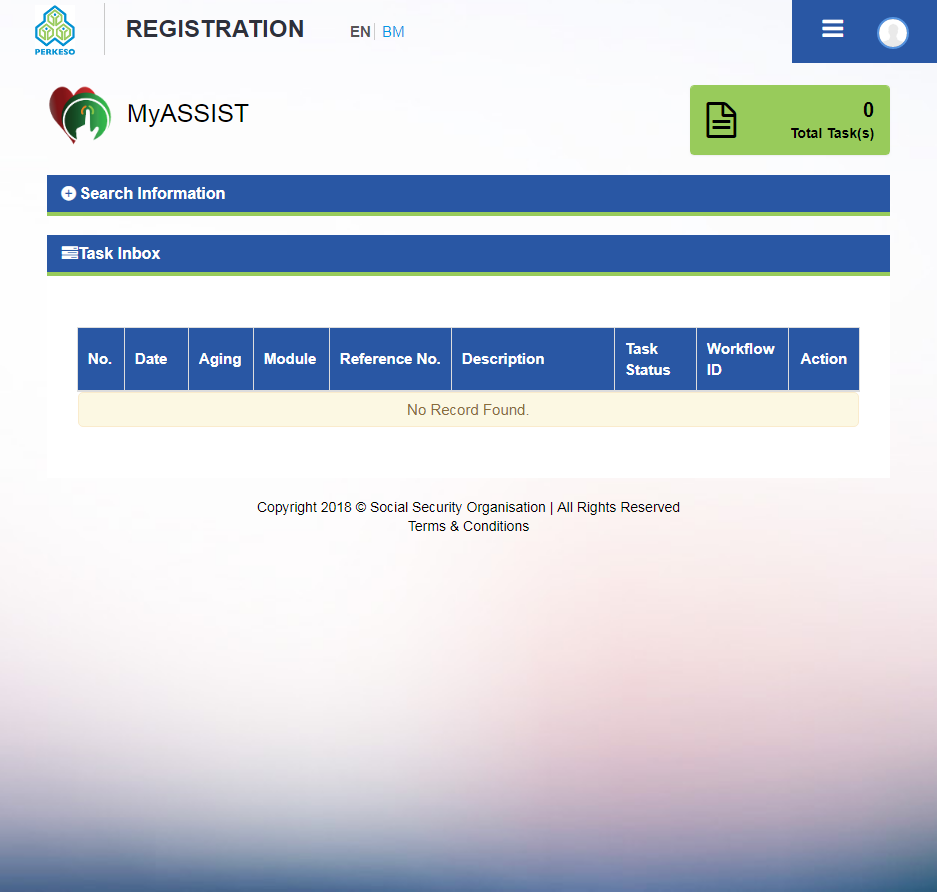 PERKESO
REGISTRATION
EN BM
MyASSIST
0
Total Task(s)
Search Information
Task Inbox
No. Date Aging Module Reference No. Description Task Status Workflow ID Action
No Record Found.
Copyright 2018 © Social Security Organisation | All Rights Reserved
Terms & Conditions